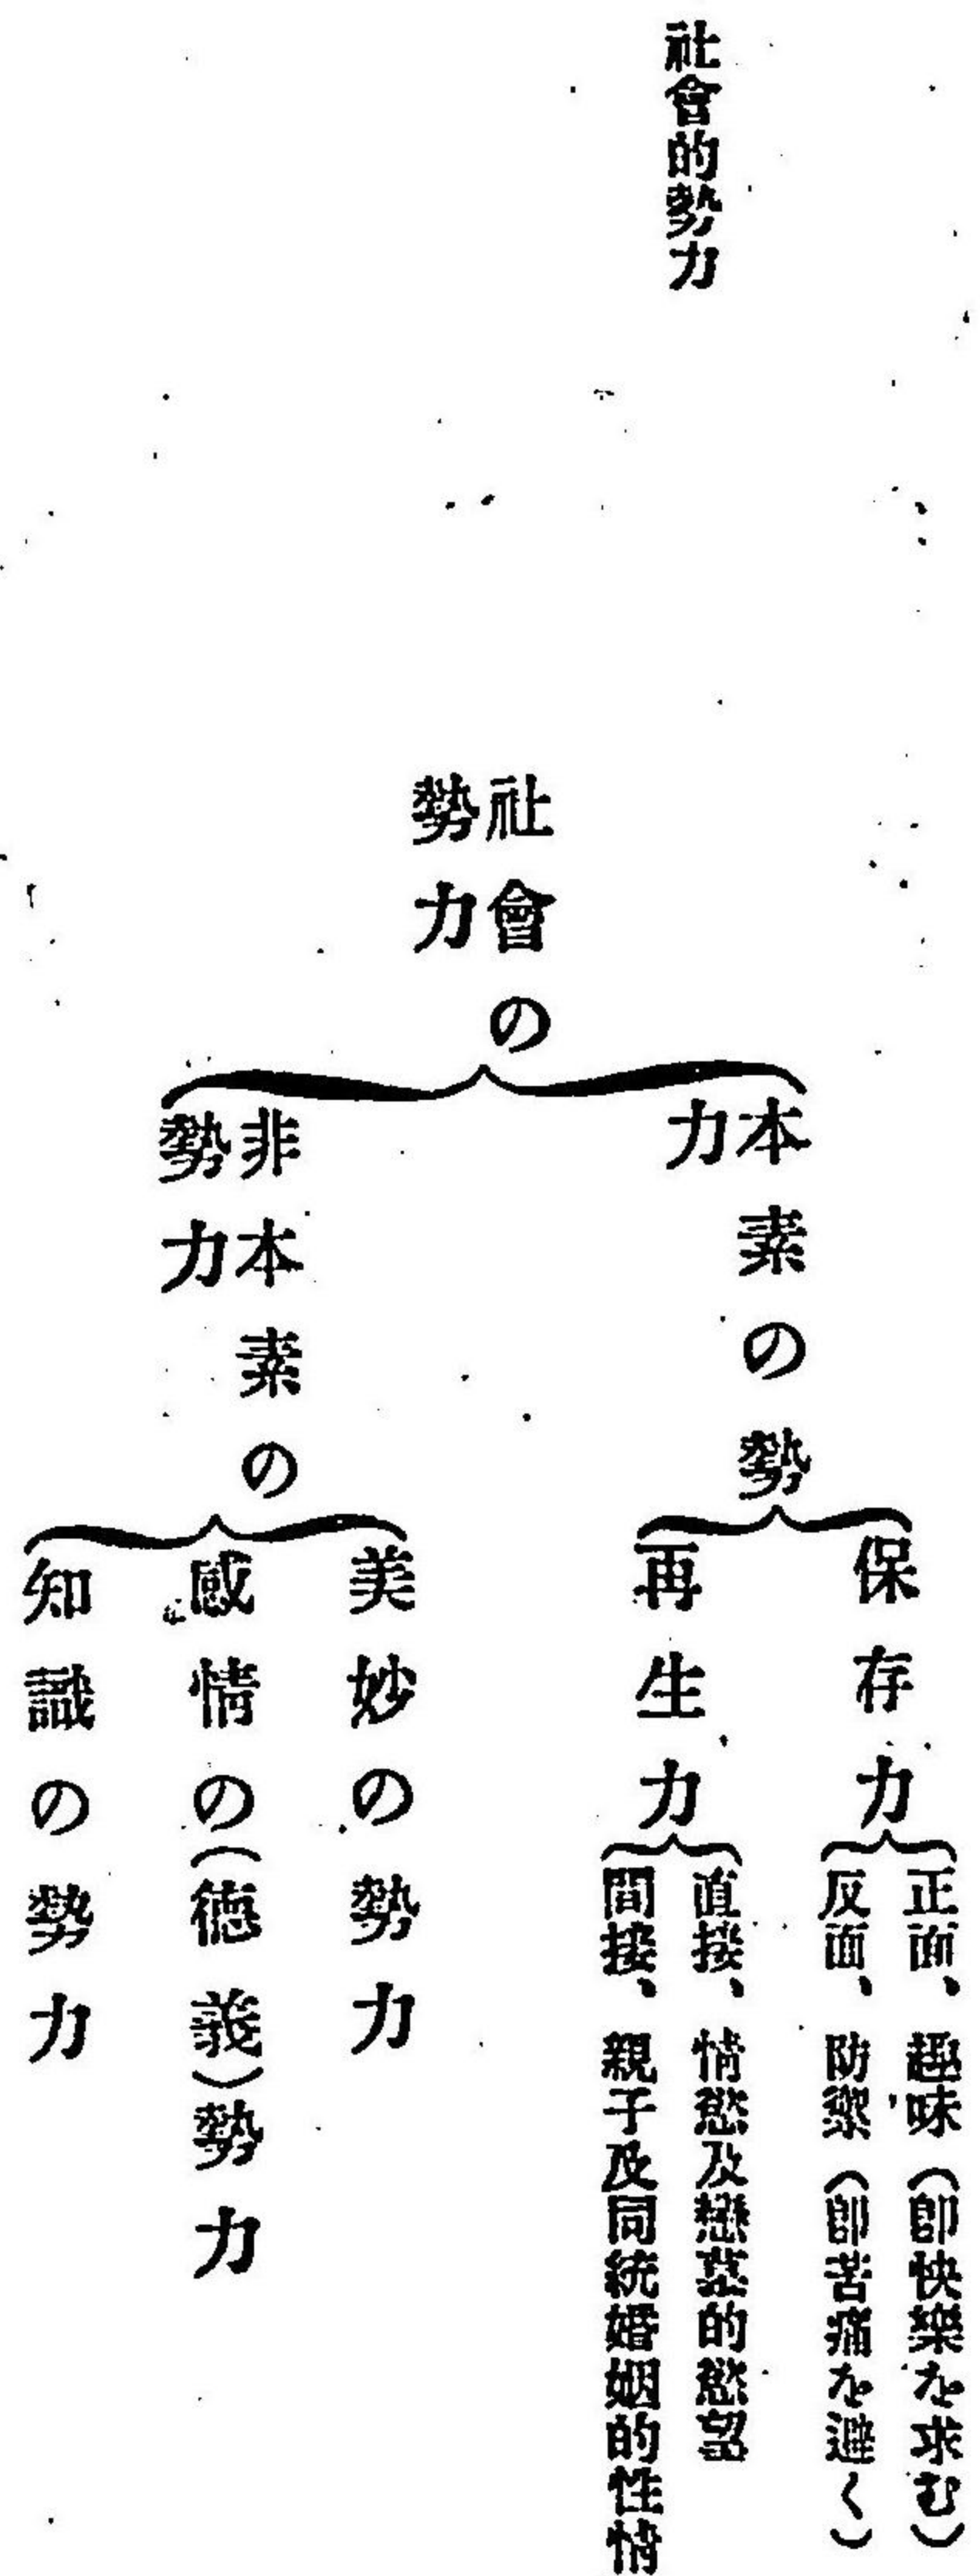 社會的勢力
社會の
勢力
本素の勢
力
保存力
正面、趣味（卽快樂を求む）
反面、防禦（卽苦痛を避く）
再生力
直接、情慾及戀慕的慾望
間接、親子及同統婚姻的性情
非本素の
勢力
美妙の勢力
感情の（德義）勢力
知識の勢力